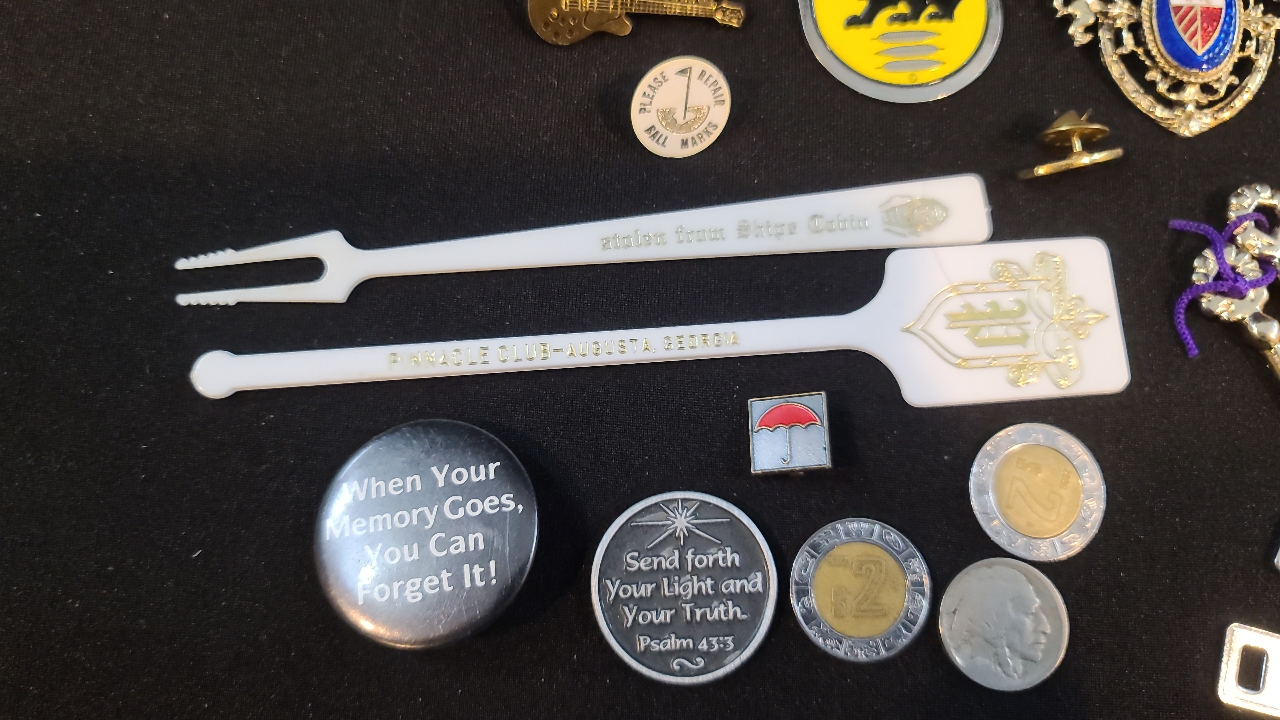 PLEASE REPAIR
BALL MARKS
stolen from Skips Cabin
PINNACLE CLUB-AUGUSTA, GEORGIA
When Your
Memory Goes,
You Can
Forget It!
Send forth
Your Light and
Your Truth.
Psalm 43:3
$2
2